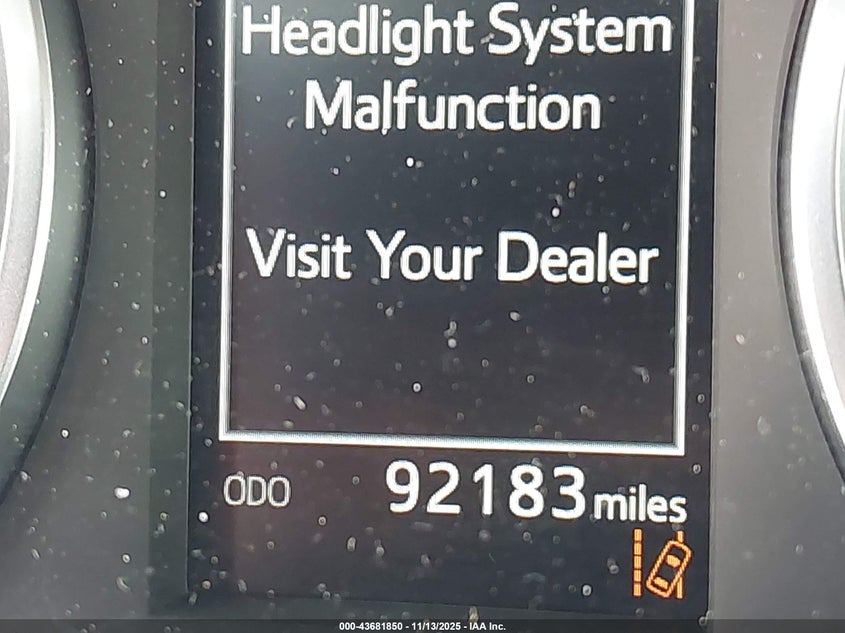 Headlight System
Malfunction
Visit Your Dealer
ODO 92183 miles
000-43681850 - 11/13/2025 - IAA Inc.